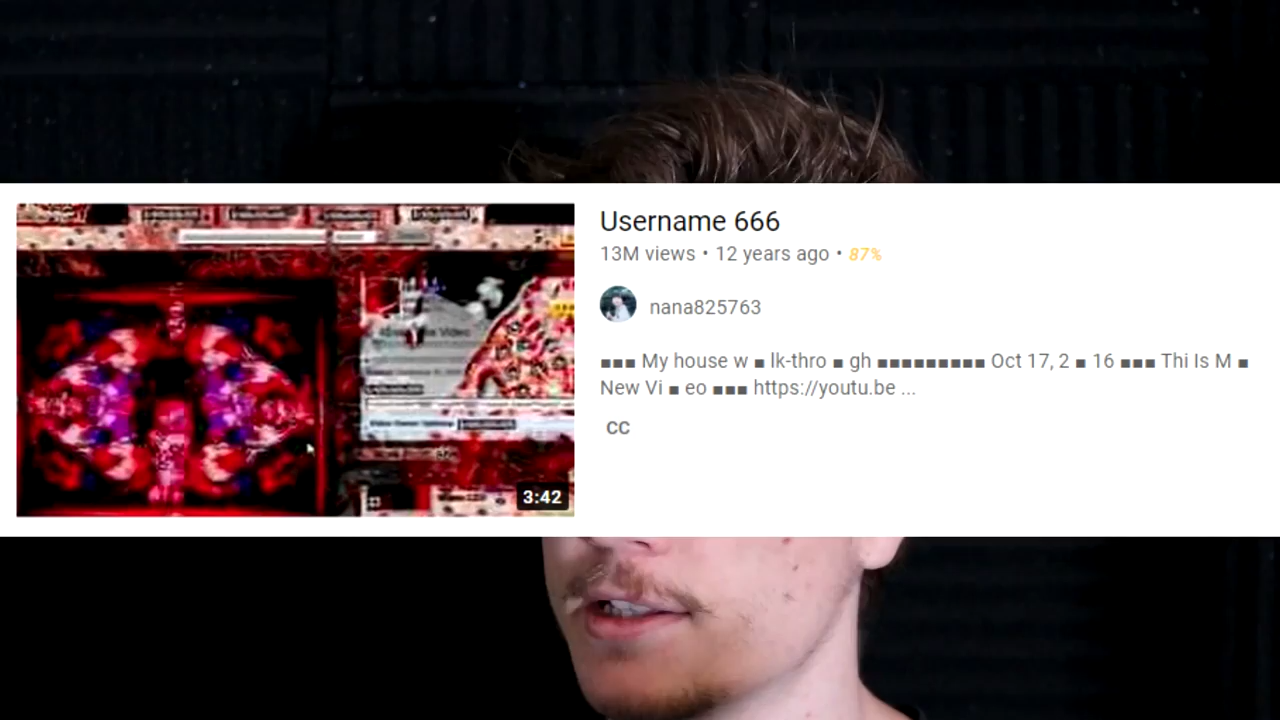 Username 666
13M views • 12 years ago • 87%
nana825763
■■■ My house w ■ lk-thro ■ gh ■■■■■■■■■ Oct 17, 2 ■ 16 ■■■ Thi Is M ■
New Vi ■ eo ■■■ https://youtu.be ...
CC
3:42